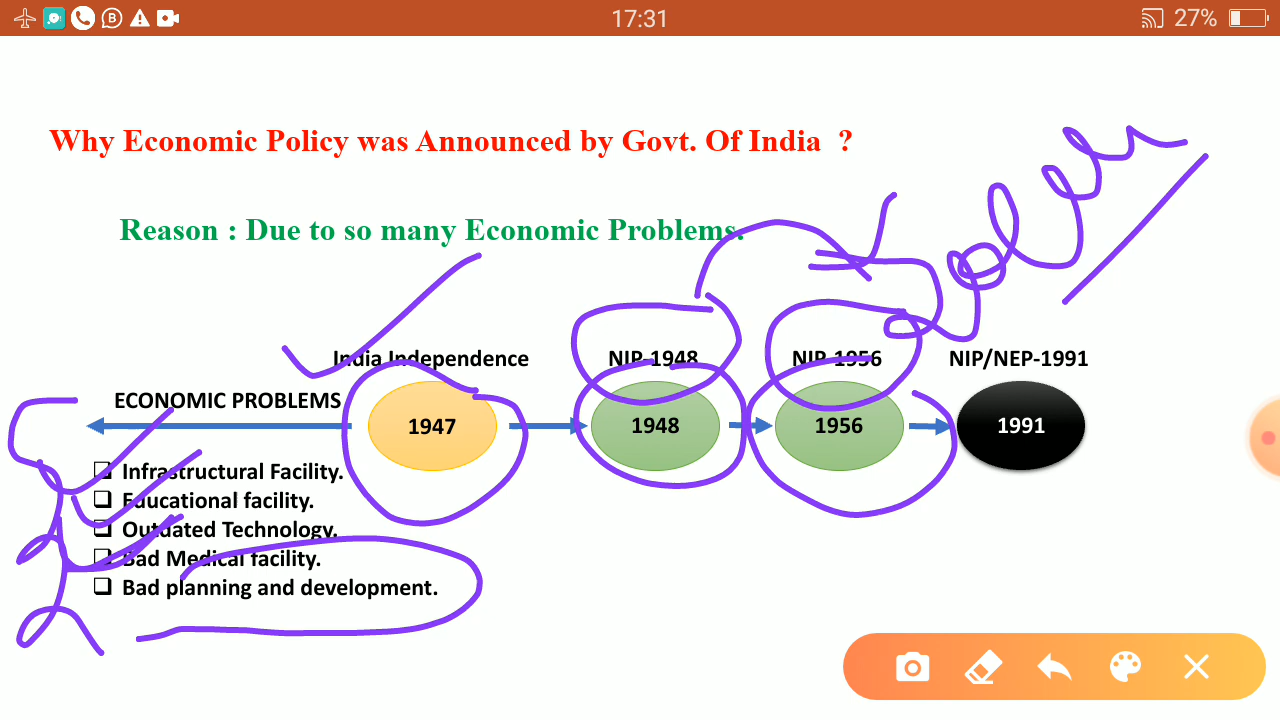 17:31
27%
Why Economic Policy was Announced by Govt. Of India ?
Reason : Due to so many Economic Problems.
India Independence
NIP-1948
NIP-1956
NIP/NEP-1991
ECONOMIC PROBLEMS
1947
1948
1956
1991
Infrastructural Facility.
Educational facility.
Outdated Technology.
Bad Medical facility.
Bad planning and development.